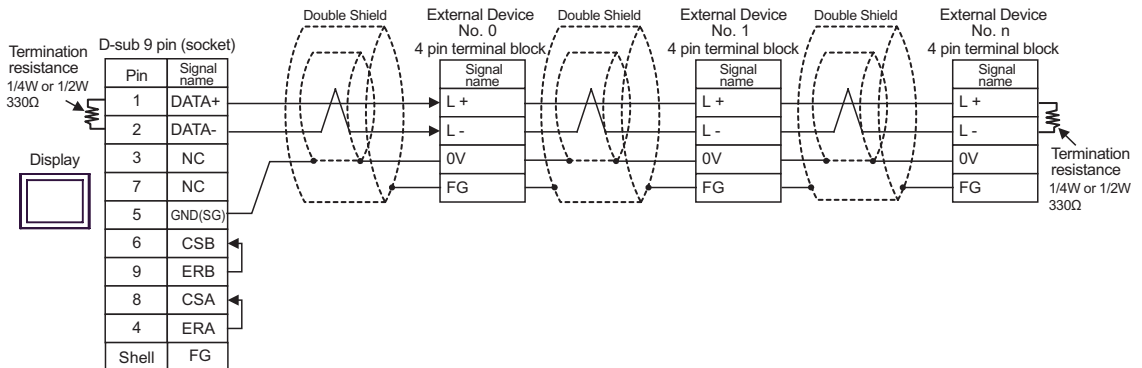 Double Shield
External Device
No. 0
4 pin terminal block
Double Shield
External Device
No. 1
4 pin terminal block
Double Shield
External Device
No. n
4 pin terminal block
Termination
resistance
1/4W or 1/2W
330Ω
D-sub 9 pin (socket)
Pin
Signal
name
1 DATA+
2 DATA-
3 NC
7 NC
5 GND(SG)
6 CSB
9 ERB
8 CSA
4 ERA
Shell FG
Display
Signal
name
L +
L -
0V
FG
Signal
name
L +
L -
0V
FG
Signal
name
L +
L -
0V
FG
Termination
resistance
1/4W or 1/2W
330Ω